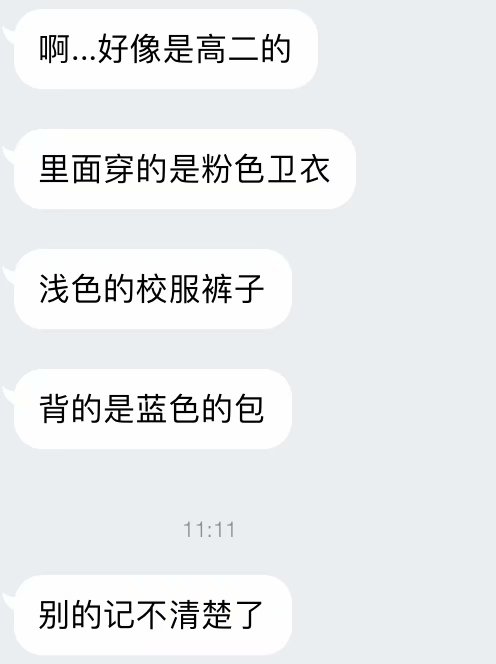 啊...好像是高二的
里面穿的是粉色卫衣
浅色的校服裤子
背的是蓝色的包
11:11
别的记不清楚了